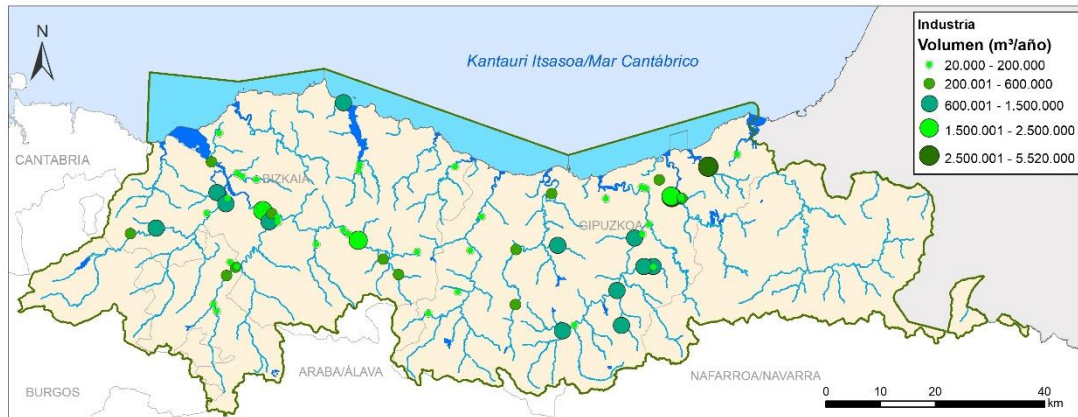 N
Kantauri Itsasoa/Mar Cantábrico
Industria
Volumen (m³/año)
20.000 - 200.000
200.001 - 600.000
600.001 - 1.500.000
1.500.001 - 2.500.000
2.500.001 - 5.520.000
CANTABRIA
BIZKAIA
GIPUZKOA
ARABA/ÁLAVA
NAFARROA/NAVARRA
BURGOS
0 10 20 40
km